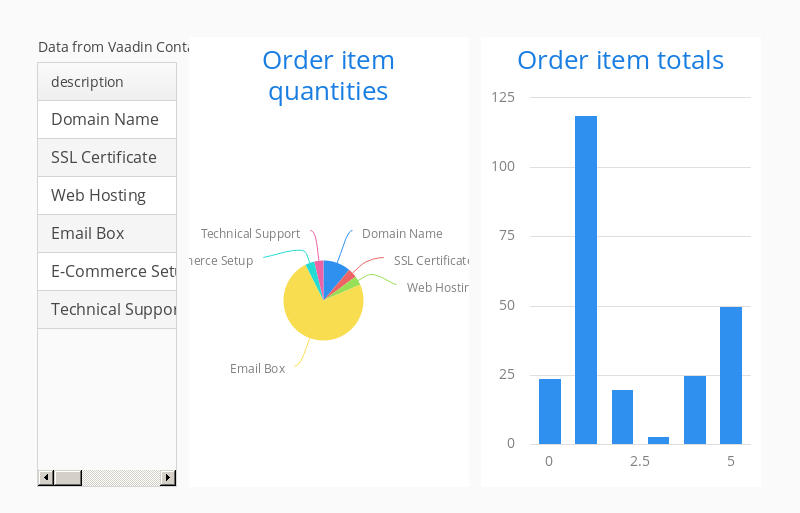 Data from Vaadin Conta
description
Domain Name
SSL Certificate
Web Hosting
Email Box
E-Commerce Setu
Technical Suppor
Order item
quantities
Technical Support
Domain Name
nerce Setup
SSL Certificate
Web Hostin
Email Box
Order item totals
125
100
75
50
25
0
0 2.5 5